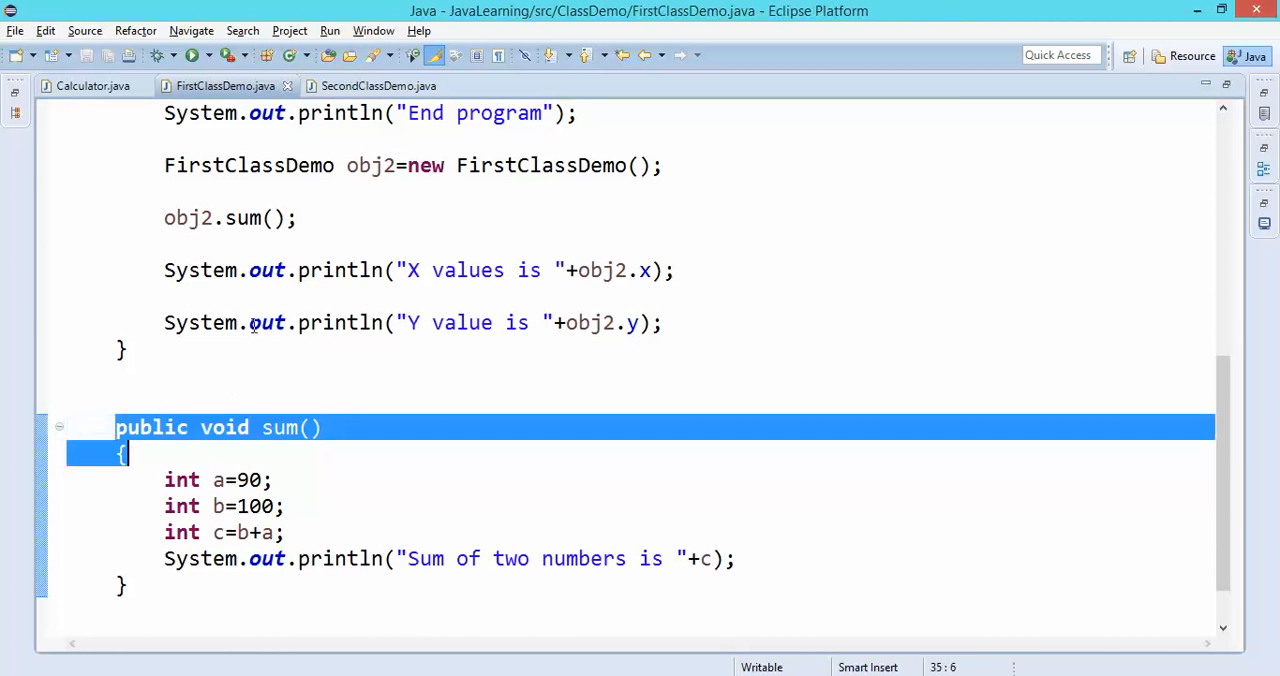 Java - JavaLearning/src/ClassDemo/FirstClassDemo.java - Eclipse Platform
File Edit Source Refactor Navigate Search Project Run Window Help
Quick Access Resource Java
Calculator.java FirstClassDemo.java SecondClassDemo.java
System.out.println("End program");
FirstClassDemo obj2=new FirstClassDemo();
obj2.sum();
System.out.println("X values is "+obj2.x);
System.out.println("Y value is "+obj2.y);
}
public void sum()
{
int a=90;
int b=100;
int c=b+a;
System.out.println("Sum of two numbers is "+c);
}
Writable Smart Insert 35 : 6